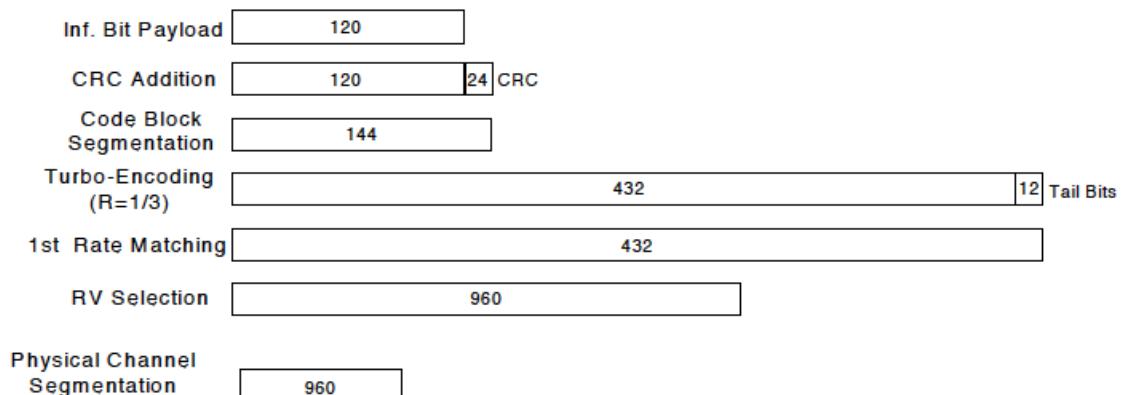 Inf. Bit Payload 120
CRC Addition 120 24 CRC
Code Block
Segmentation 144
Turbo-Encoding
(R=1/3) 432 12 Tail Bits
1st Rate Matching 432
RV Selection 960
Physical Channel
Segmentation 960